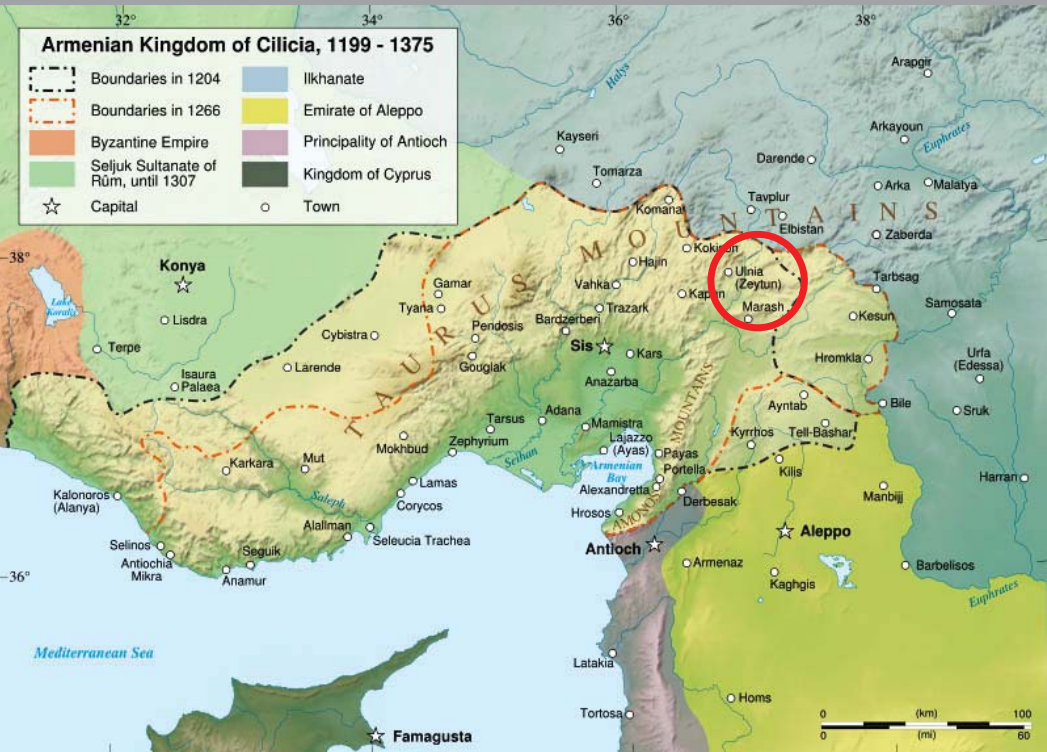 32°
34°
36°
38°
Armenian Kingdom of Cilicia, 1199 - 1375
Boundaries in 1204
Boundaries in 1266
Byzantine Empire
Seljuk Sultanate of
Rûm, until 1307
Capital
Ilkhanate
Emirate of Aleppo
Principality of Antioch
Kingdom of Cyprus
Town
Halys
Arapgir
Kayseri
Arkayoun
Euphrates
Darende
Tomarza
Arka
Malatya
Komana
Tavplur
Elbistan
Zaberda
TAURUS MOUNTAINS
38°
Konya
Kokison
Hajin
Ulnia
(Zeytun)
Tarbsag
Lake
Koralis
Gamar
Vahka
Kapan
Marash
Samosata
Lisdra
Tyana
Trazark
Bardzerberi
Kesun
Pendosis
Cybistra
Terpe
Sis
Kars
Gouglak
Hromkla
Urfa
(Edessa)
Larende
Isaura
Palaea
Anazarba
Ayntab
Bile
Sruk
Tarsus
Adana
Mamistra
Kyrrhos
Tell-Bashar
Mokhbud
Zephyrium
Seihan
Lajazzo
(Ayas)
Payas
AMONOS MOUNTAINS
Karkara
Mut
Armenian
Bay
Portella
Kilis
Harran
Lamas
Alexandretta
Derbesak
Manbijj
Kalonoros
(Alanya)
Saleph
Corycos
Hrosos
Alallman
Seleucia Trachea
Aleppo
Selinos
Seguik
Antioch
Antiochia
Mikra
Anamur
Armenaz
Kaghgis
Barbelisos
36°
Euphrates
Mediterranean Sea
Latakia
Homs
Tortosa
Famagusta
0 (km) 100
0 (mi) 60